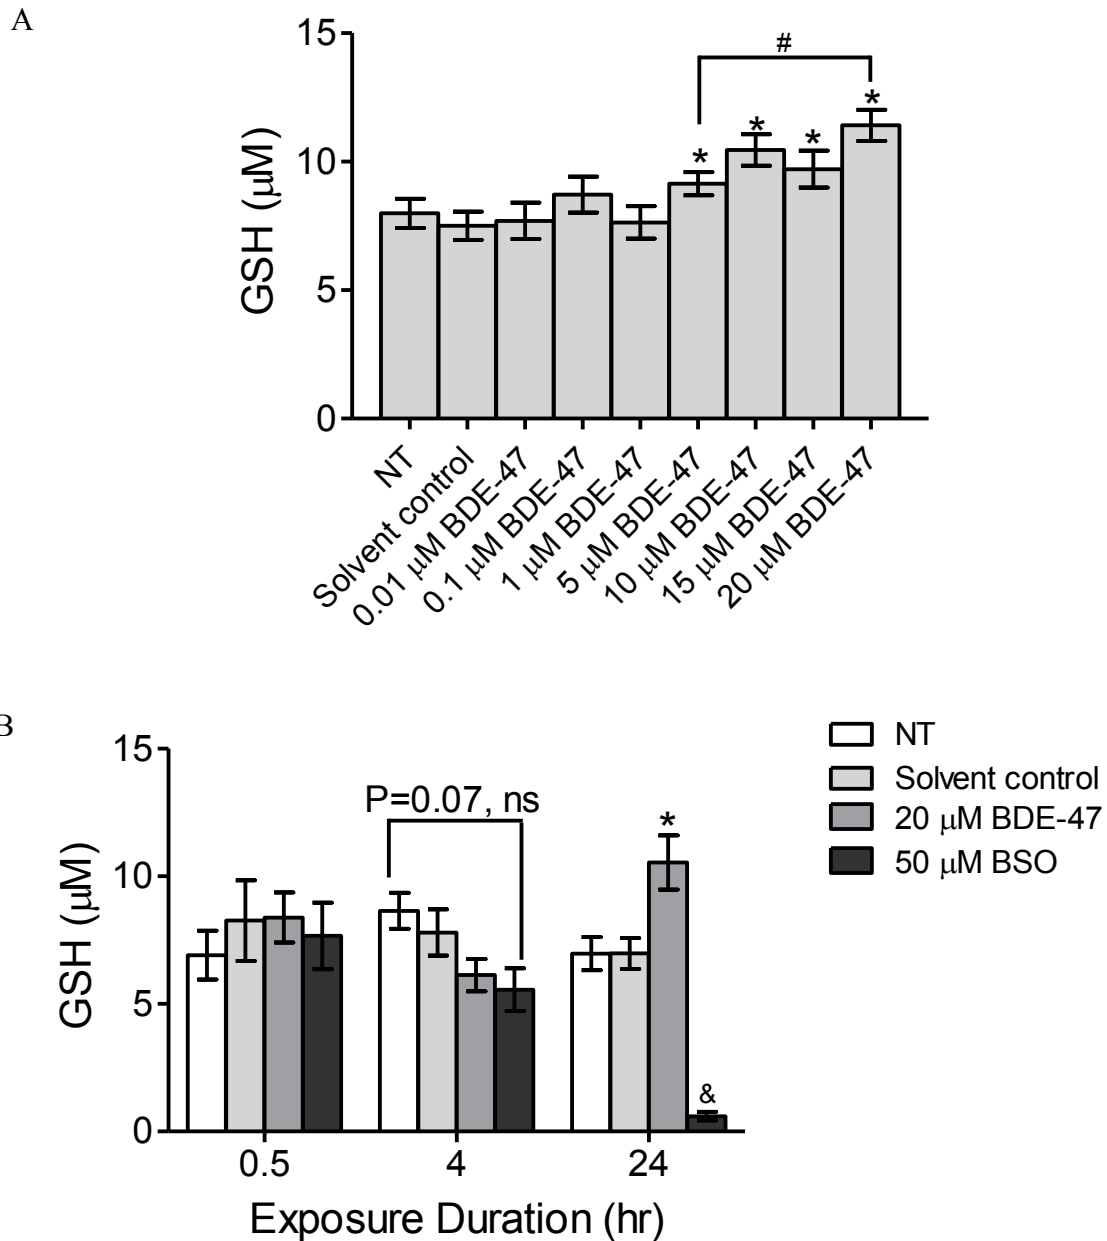 A
15
10
5
0
GSH (μM)
#
* * * *
NT
Solvent control
0.01 μM BDE-47
0.1 μM BDE-47
1 μM BDE-47
5 μM BDE-47
10 μM BDE-47
15 μM BDE-47
20 μM BDE-47
B
15
10
5
0
GSH (μM)
P=0.07, ns
*
&
0.5 4 24
Exposure Duration (hr)
NT
Solvent control
20 μM BDE-47
50 μM BSO